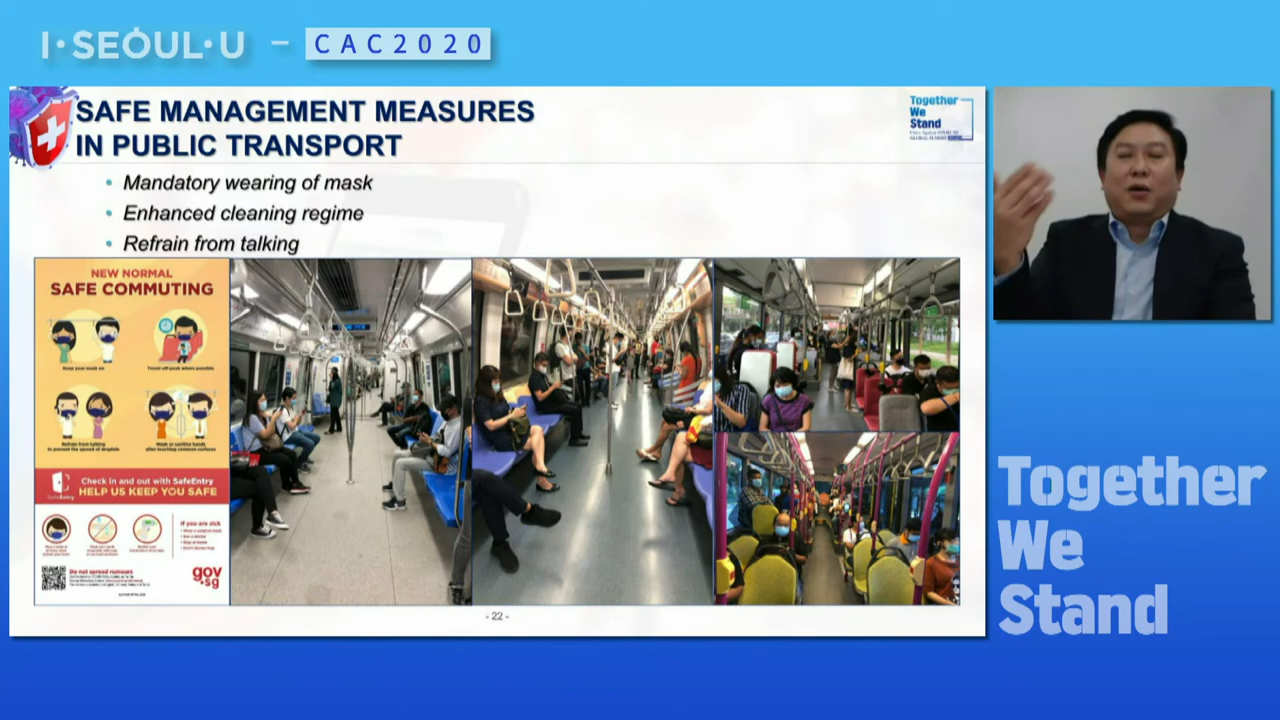 I·SEOUL·U – CAC2020
SAFE MANAGEMENT MEASURES
IN PUBLIC TRANSPORT
Together
We
Stand
• Mandatory wearing of mask
• Enhanced cleaning regime
• Refrain from talking
NEW NORMAL
SAFE COMMUTING
Keep your mask on
Travel off-peak where possible
Refrain from talking
to prevent the spread of droplets
Wash or sanitise hands
after touching common surfaces
SafeEntry
Check in and out with SafeEntry
HELP US KEEP YOU SAFE
If you are sick
Do not spread rumours
gov
.sg
- 22 -
Together
We
Stand